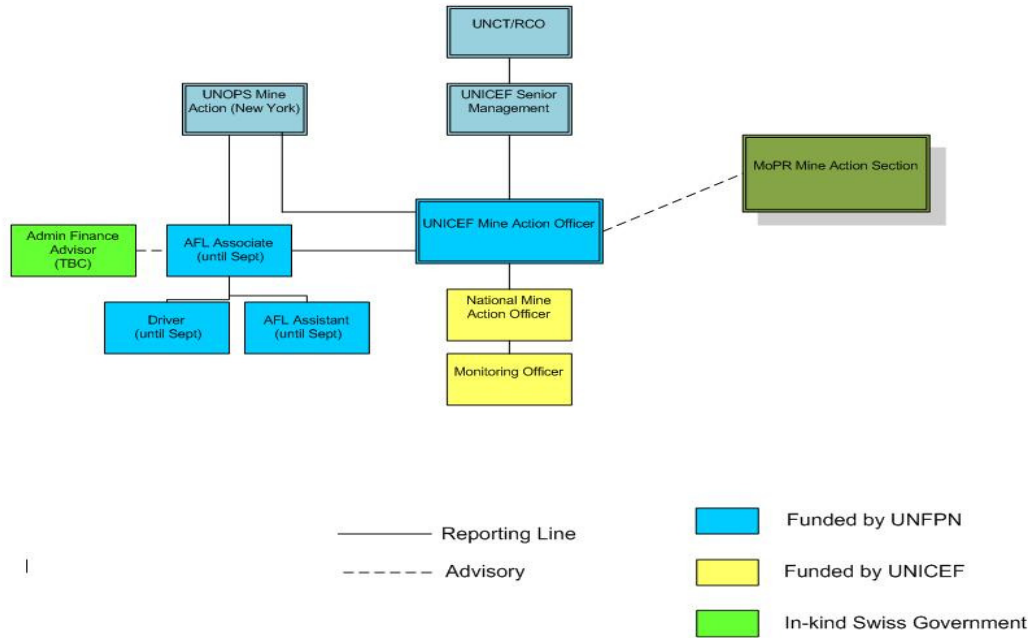 UNCT/RCO
UNOPS Mine
Action (New York)
UNICEF Senior
Management
MoPR Mine Action Section
UNICEF Mine Action Officer
Admin Finance
Advisor
(TBC)
AFL Associate
(until Sept)
National Mine
Action Officer
Driver
(until Sept)
AFL Assistant
(until Sept)
Monitoring Officer
Reporting Line
Advisory
Funded by UNFPN
Funded by UNICEF
In-kind Swiss Government